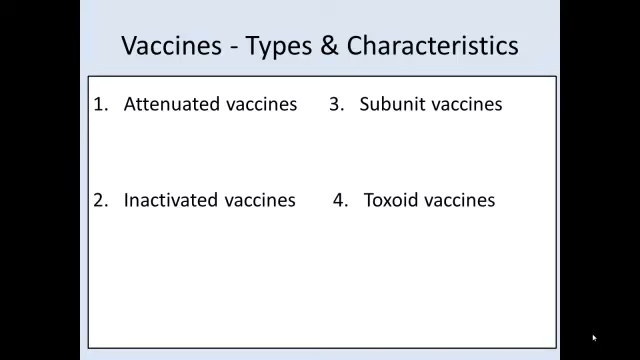 Vaccines - Types & Characteristics
1. Attenuated vaccines
2. Inactivated vaccines
3. Subunit vaccines
4. Toxoid vaccines